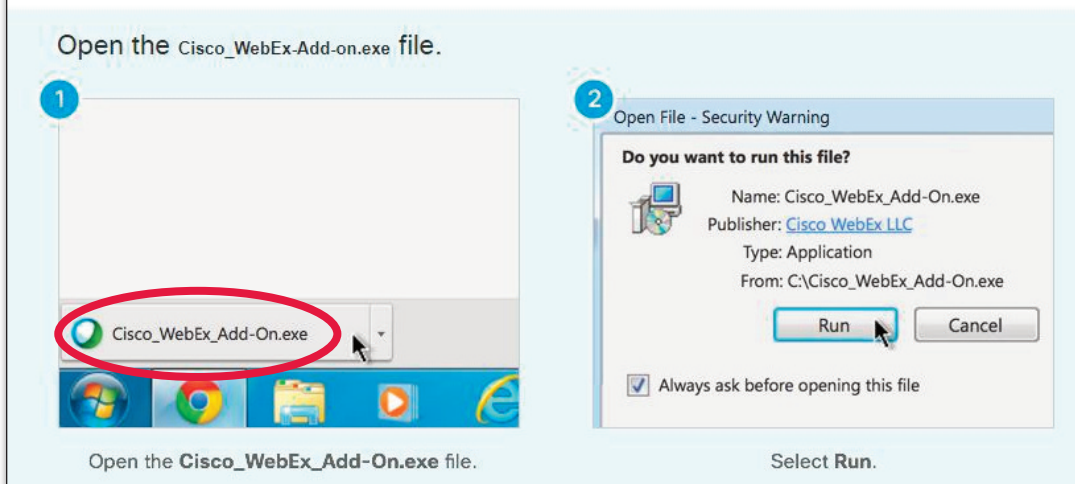 Open the Cisco_WebEx-Add-on.exe file.
1
Cisco_WebEx_Add-On.exe
Open the Cisco_WebEx_Add-On.exe file.
2
Open File - Security Warning
Do you want to run this file?
Name: Cisco_WebEx_Add-On.exe
Publisher: Cisco WebEx LLC
Type: Application
From: C:\Cisco_WebEx_Add-On.exe
Run Cancel
Always ask before opening this file
Select Run.